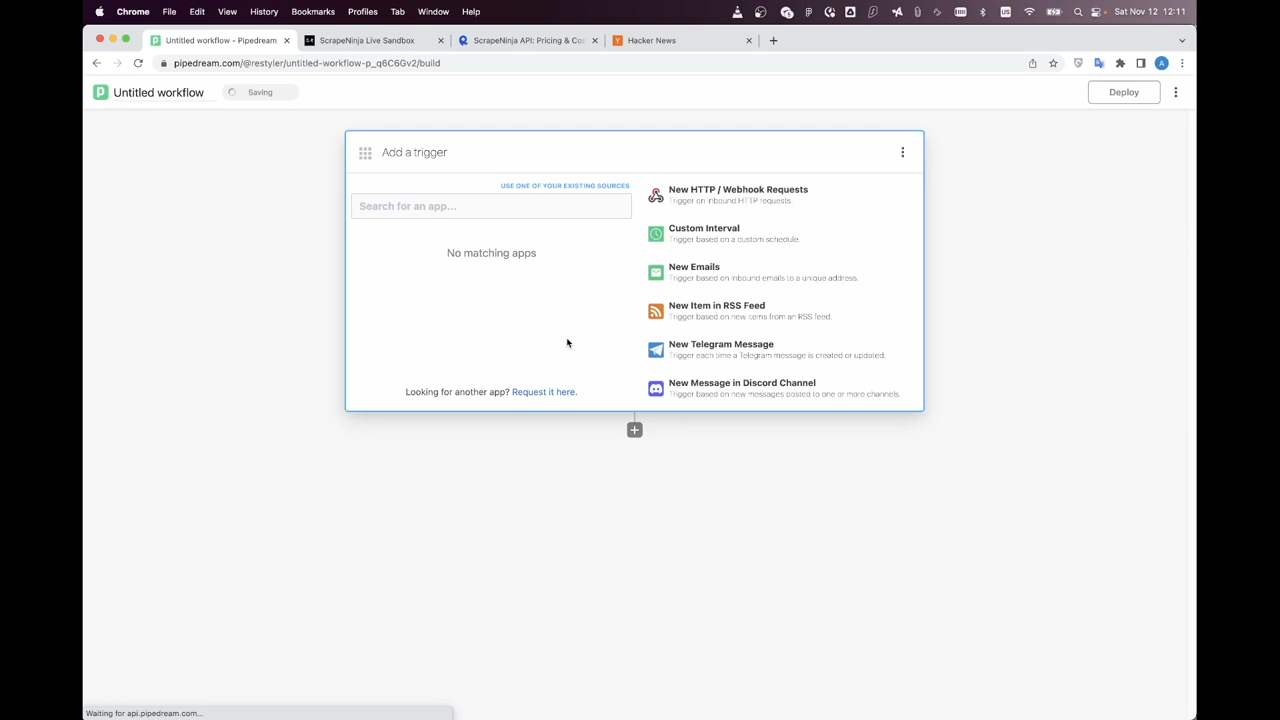 Chrome File Edit View History Bookmarks Profiles Tab Window Help Sat Nov 12 12:11
Untitled workflow - Pipedream ScrapeNinja Live Sandbox ScrapeNinja API: Pricing & Cos Hacker News
pipedream.com/@restyler/untitled-workflow-p_q6C6Gv2/build
Untitled workflow Saving Deploy
Add a trigger
USE ONE OF YOUR EXISTING SOURCES
Search for an app...
No matching apps
Looking for another app? Request it here.
New HTTP / Webhook Requests
Trigger on inbound HTTP requests.
Custom Interval
Trigger based on a custom schedule.
New Emails
Trigger based on inbound emails to a unique address.
New Item in RSS Feed
Trigger based on new items from an RSS feed.
New Telegram Message
Trigger each time a Telegram message is created or updated.
New Message in Discord Channel
Trigger based on new messages posted to one or more channels.
Waiting for api.pipedream.com...